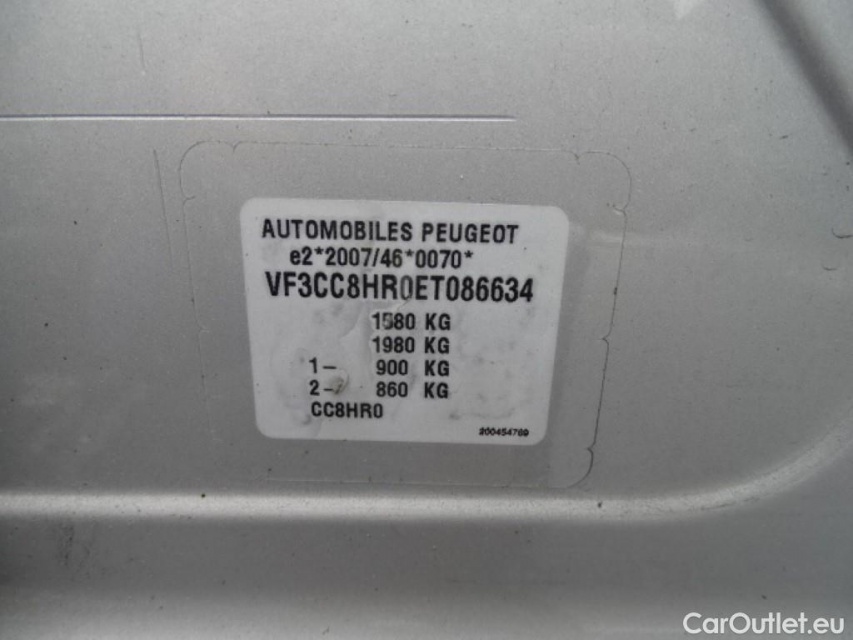 AUTOMOBILES PEUGEOT
e2*2007/46*0070*
VF3CC8HR0ET086634
1580 KG
1980 KG
1- 900 KG
2- 860 KG
CC8HR0
200454769
CarOutlet.eu